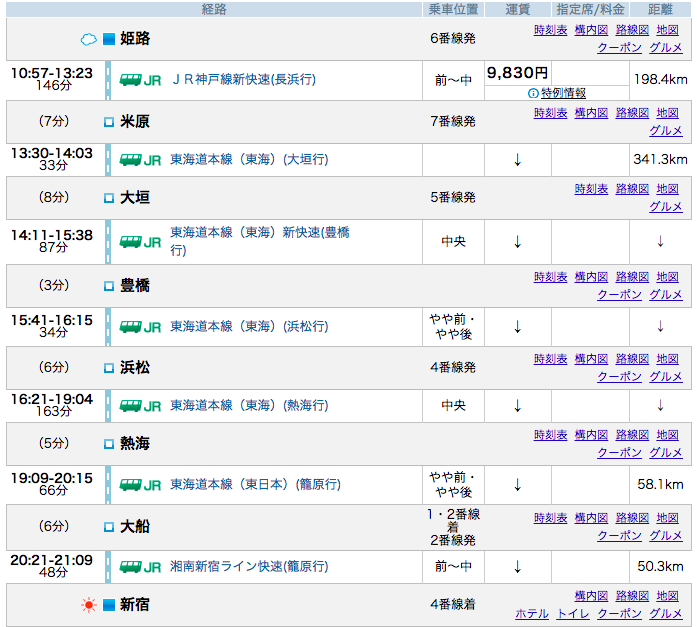 経路 乗車位置 運賃 指定席/料金 距離
姫路 6番線発 時刻表 構内図 路線図 地図
クーポン グルメ
10:57-13:23
146分
JR ＪＲ神戸線新快速(長浜行) 前〜中 9,830円 198.4km
特例情報
(7分) 米原 7番線発 時刻表 構内図 路線図 地図
グルメ
13:30-14:03
33分
JR 東海道本線（東海）(大垣行) ↓ 341.3km
(8分) 大垣 5番線発 時刻表 路線図 地図
グルメ
14:11-15:38
87分
JR 東海道本線（東海）新快速(豊橋
行) 中央 ↓ ↓
(3分) 豊橋 時刻表 構内図 路線図 地図
クーポン グルメ
15:41-16:15
34分
JR 東海道本線（東海）(浜松行) やや前・
やや後 ↓ ↓
(6分) 浜松 4番線発 時刻表 構内図 路線図 地図
クーポン グルメ
16:21-19:04
163分
JR 東海道本線（東海）(熱海行) 中央 ↓ ↓
(5分) 熱海 時刻表 構内図 路線図 地図
クーポン グルメ
19:09-20:15
66分
JR 東海道本線（東日本）(籠原行) やや前・
やや後 ↓ 58.1km
(6分) 大船 1・2番線
着
2番線発 時刻表 構内図 路線図 地図
クーポン グルメ
20:21-21:09
48分
JR 湘南新宿ライン快速(籠原行) 前〜中 ↓ 50.3km
新宿 4番線着 構内図 路線図 地図
ホテル トイレ クーポン グルメ